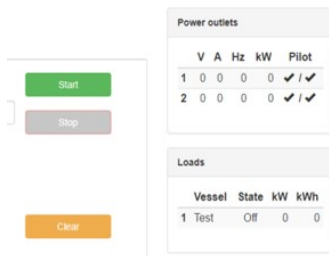 Start
Stop
Clear
Power outlets
V A Hz kW Pilot
1 0 0 0 0 ✔ / ✔
2 0 0 0 0 ✔ / ✔
Loads
Vessel State kW kWh
1 Test Off 0 0